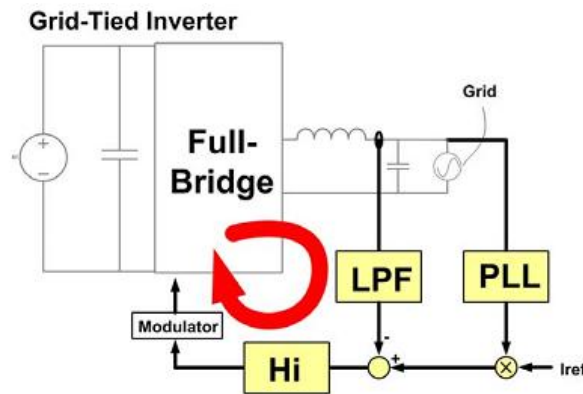 Grid-Tied Inverter
Grid
Full-
Bridge
+
−
LPF
PLL
Modulator
-
+
Hi
×
Iref